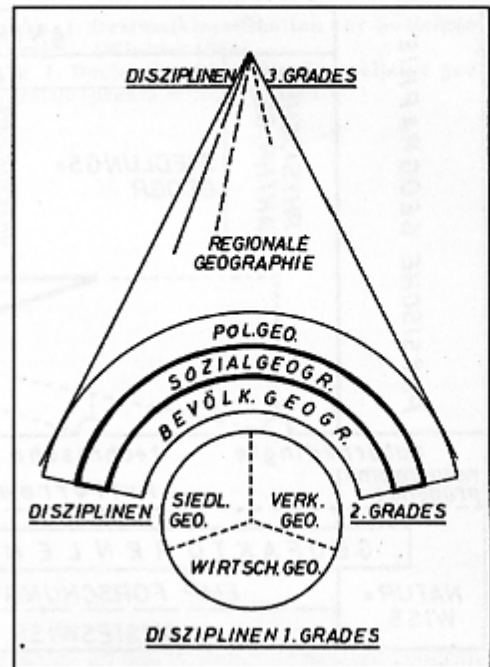 DISZIPLINEN 3.GRADES
REGIONALE
GEOGRAPHIE
POL.GEO.
SOZIALGEOGR.
BEVÖLK.GEOGR.
SIEDL.
GEO.
VERK.
GEO.
WIRTSCH.GEO.
DISZIPLINEN 2.GRADES
DISZIPLINEN 1.GRADES